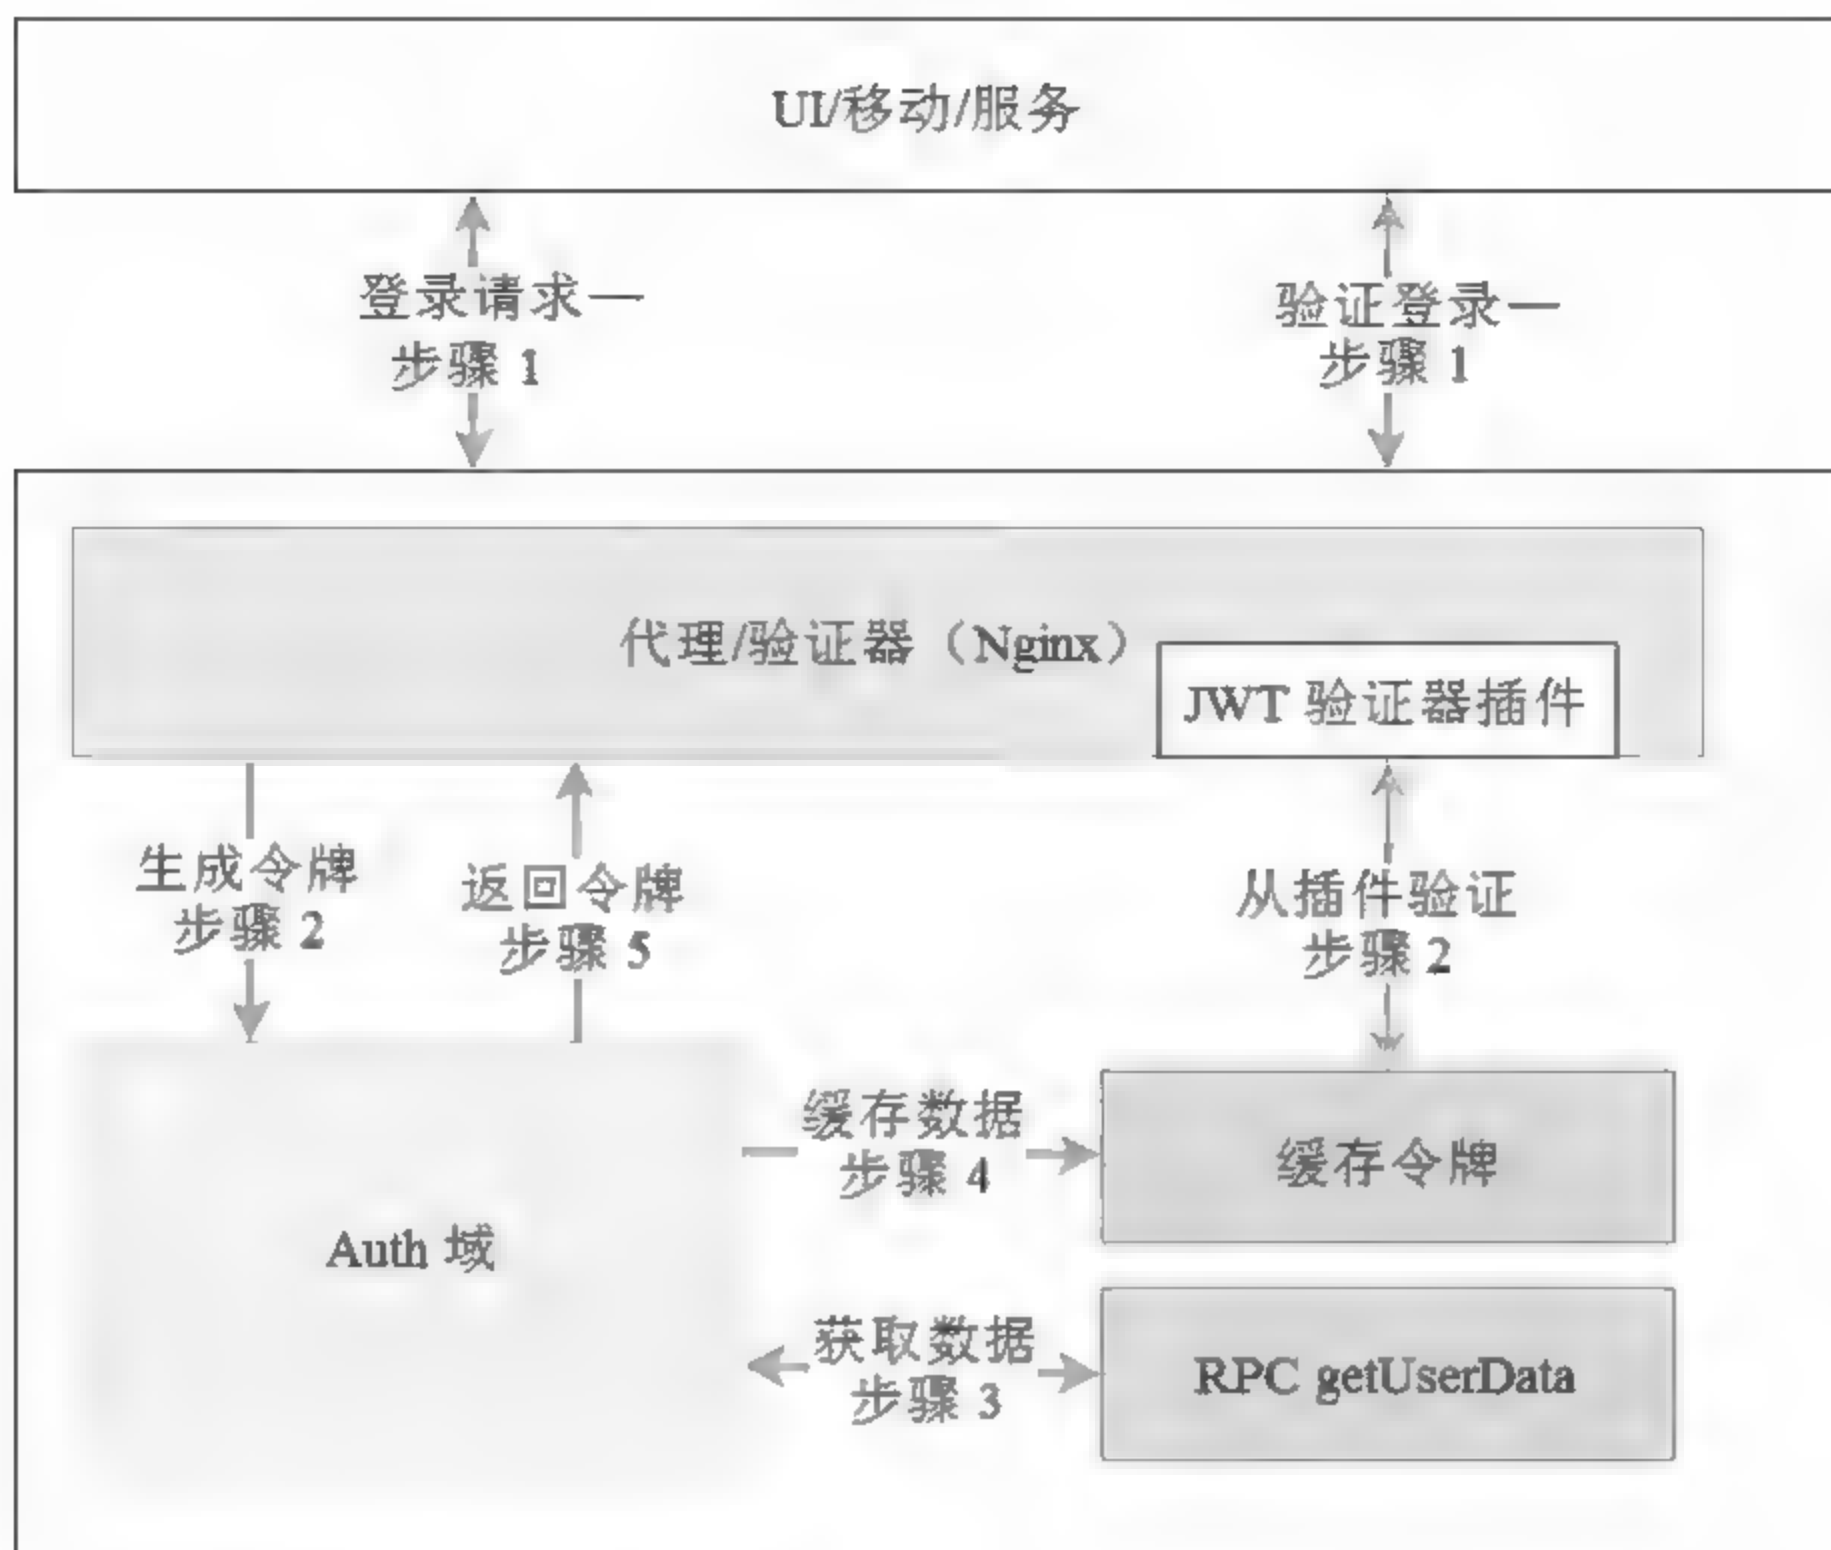 UI/移动/服务
登录请求—
步骤 1
验证登录—
步骤 1
代理/验证器（Nginx）
JWT 验证器插件
生成令牌
步骤 2
返回令牌
步骤 5
从插件验证
步骤 2
缓存数据
步骤 4
缓存令牌
Auth 域
获取数据
步骤 3
RPC getUserData